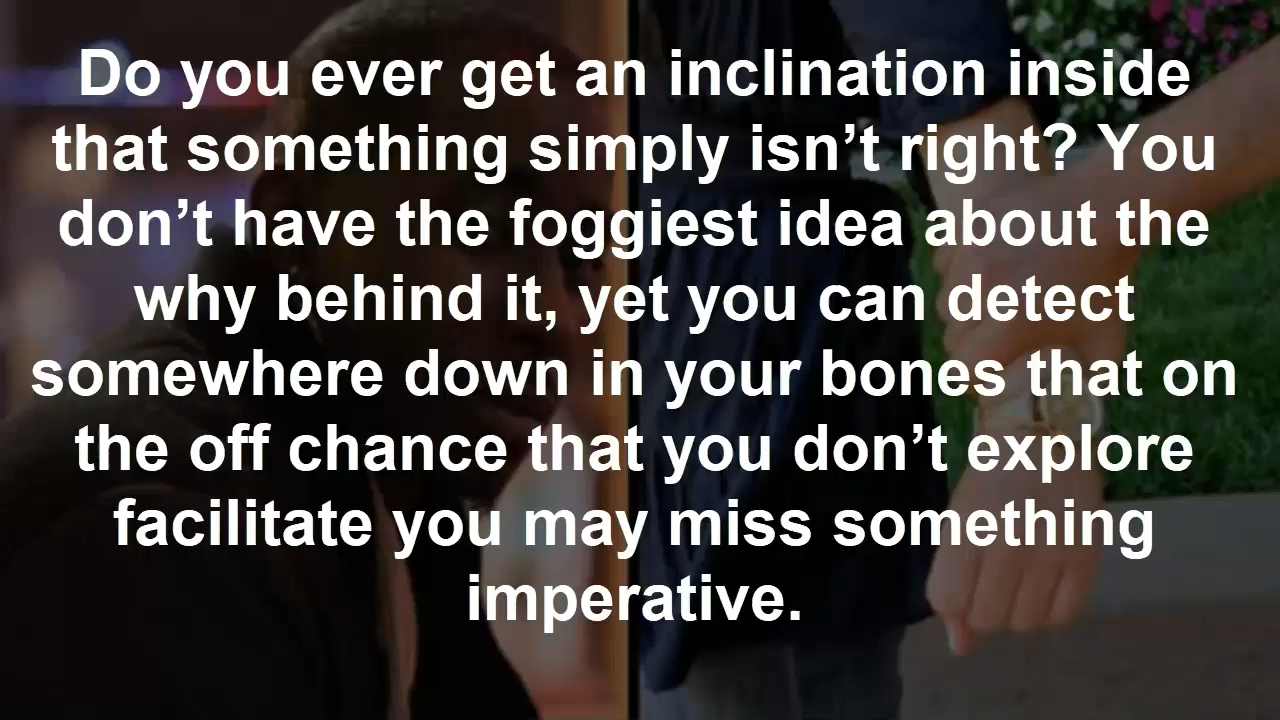 Do you ever get an inclination inside
that something simply isn’t right? You
don’t have the foggiest idea about the
why behind it, yet you can detect
somewhere down in your bones that on
the off chance that you don’t explore
facilitate you may miss something
imperative.